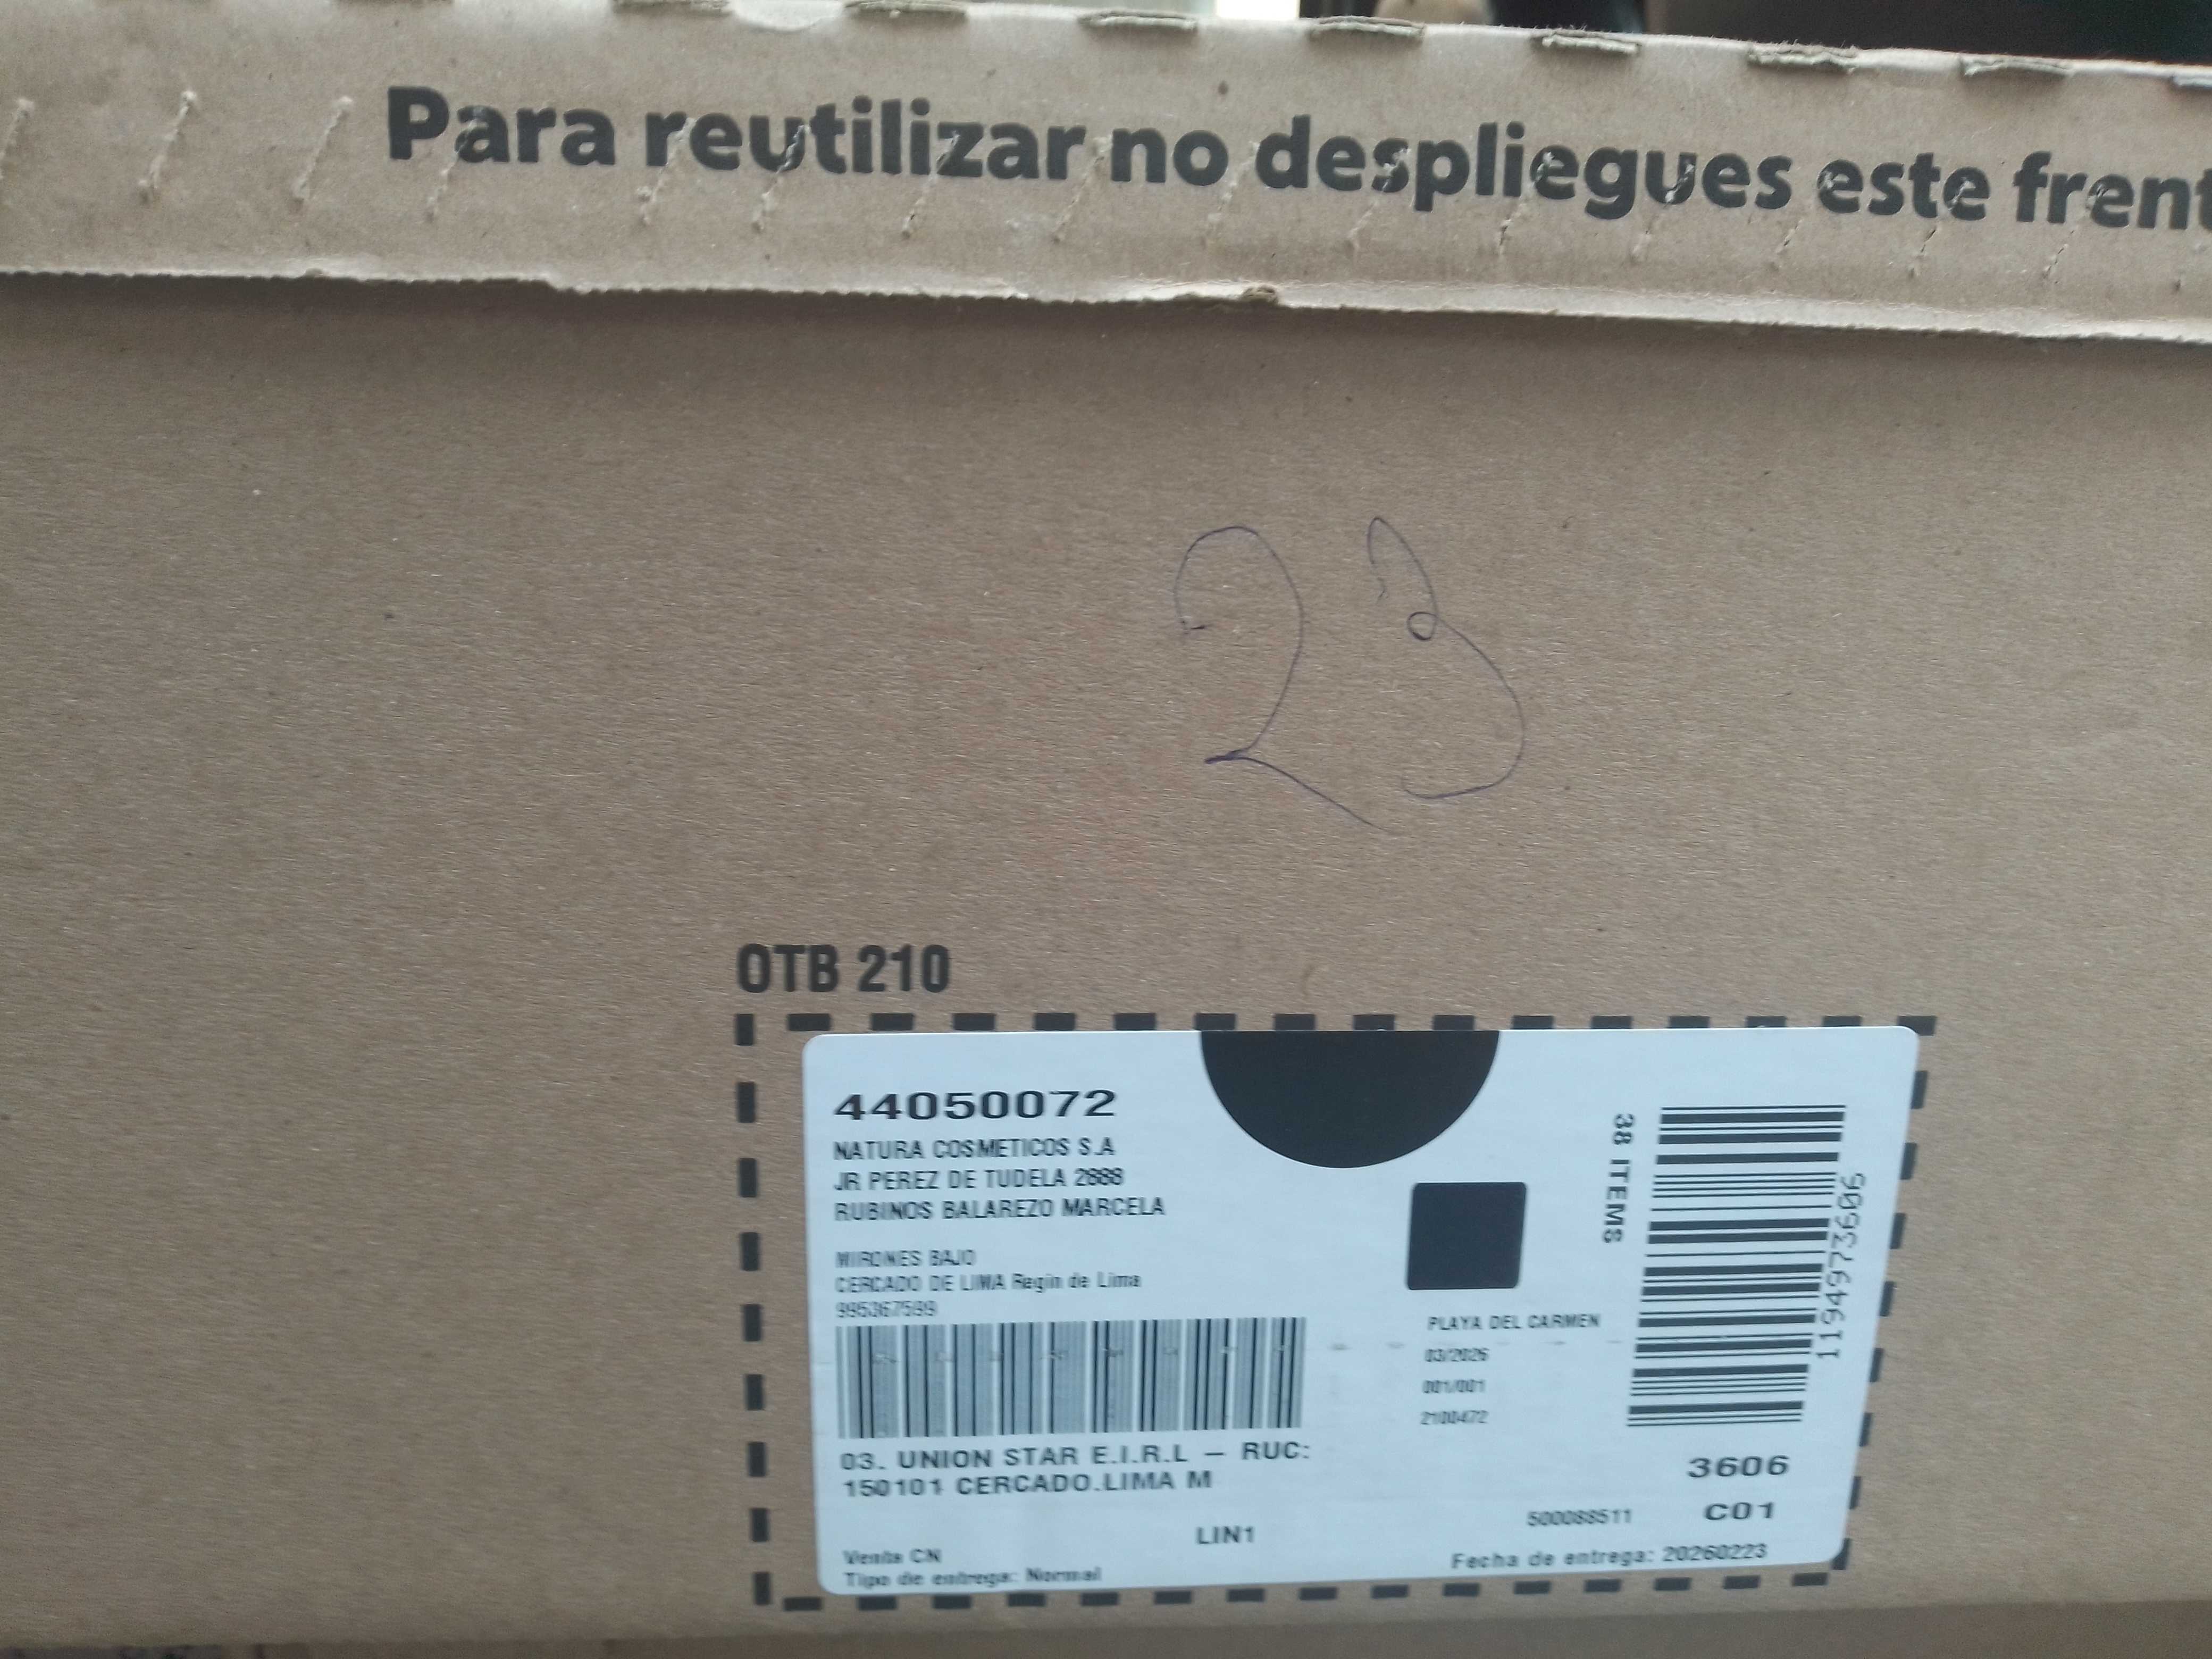 Para reutilizar no despliegues este frent
23
OTB 210
44050072
NATURA COSMETICOS S.A
JR PEREZ DE TUDELA 2888
RUBINOS BALAREZO MARCELA
MIRONES BAJO
CERCADO DE LIMA Regin de Lima
995367599
38 ITEMS
1194973606
PLAYA DEL CARMEN
03/2026
001/001
2100472
03. UNION STAR E.I.R.L – RUC:
150101 CERCADO.LIMA M
3606
500088511 C01
LIN1
Venta CN
Tipo de entrega: Normal
Fecha de entrega: 20260223